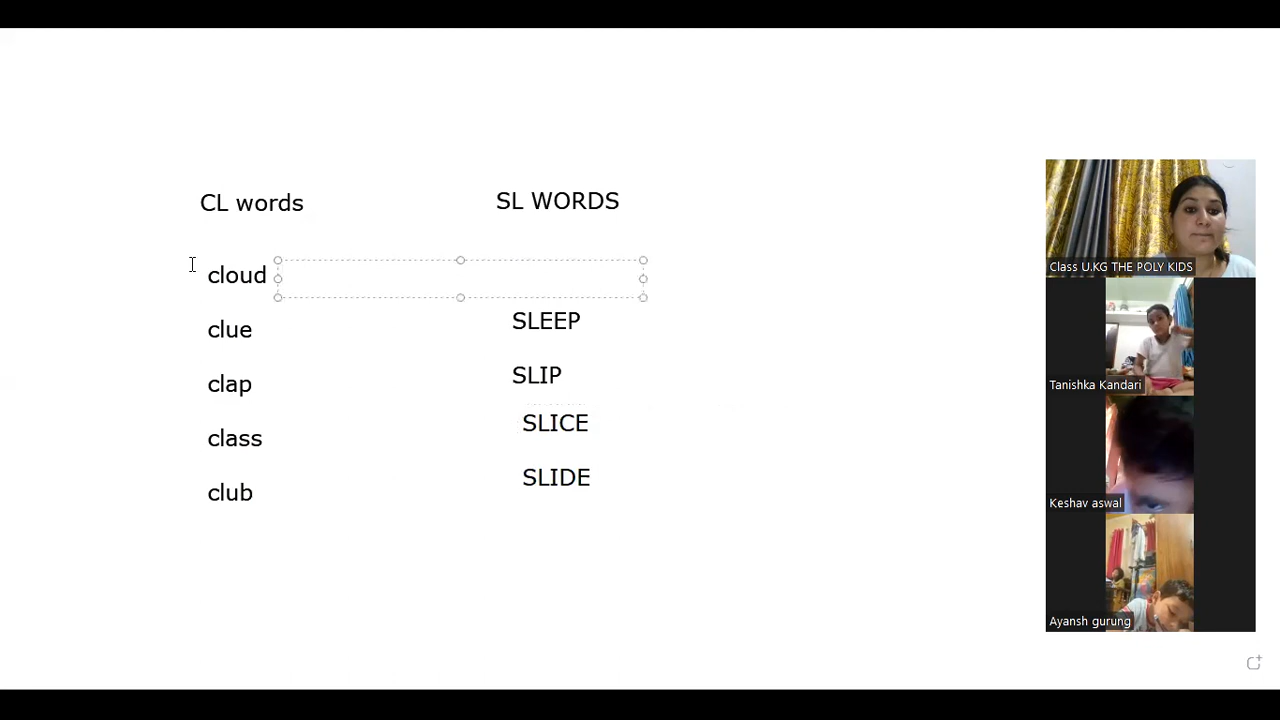 CL words
cloud
clue
clap
class
club
SL WORDS
SLEEP
SLIP
SLICE
SLIDE
Class U.KG THE POLY KIDS
Tanishka Kandari
Keshav aswal
Ayansh gurung